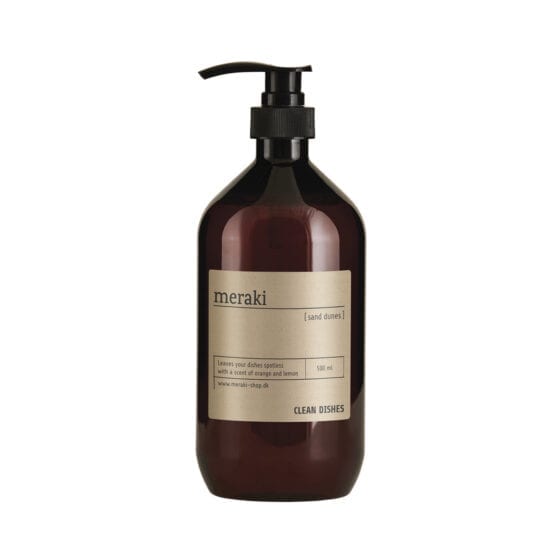 meraki
[ sand dunes ]
Leaves your dishes spotless
with a scent of orange and lemon
500 ml
www.meraki-shop.dk
CLEAN DISHES